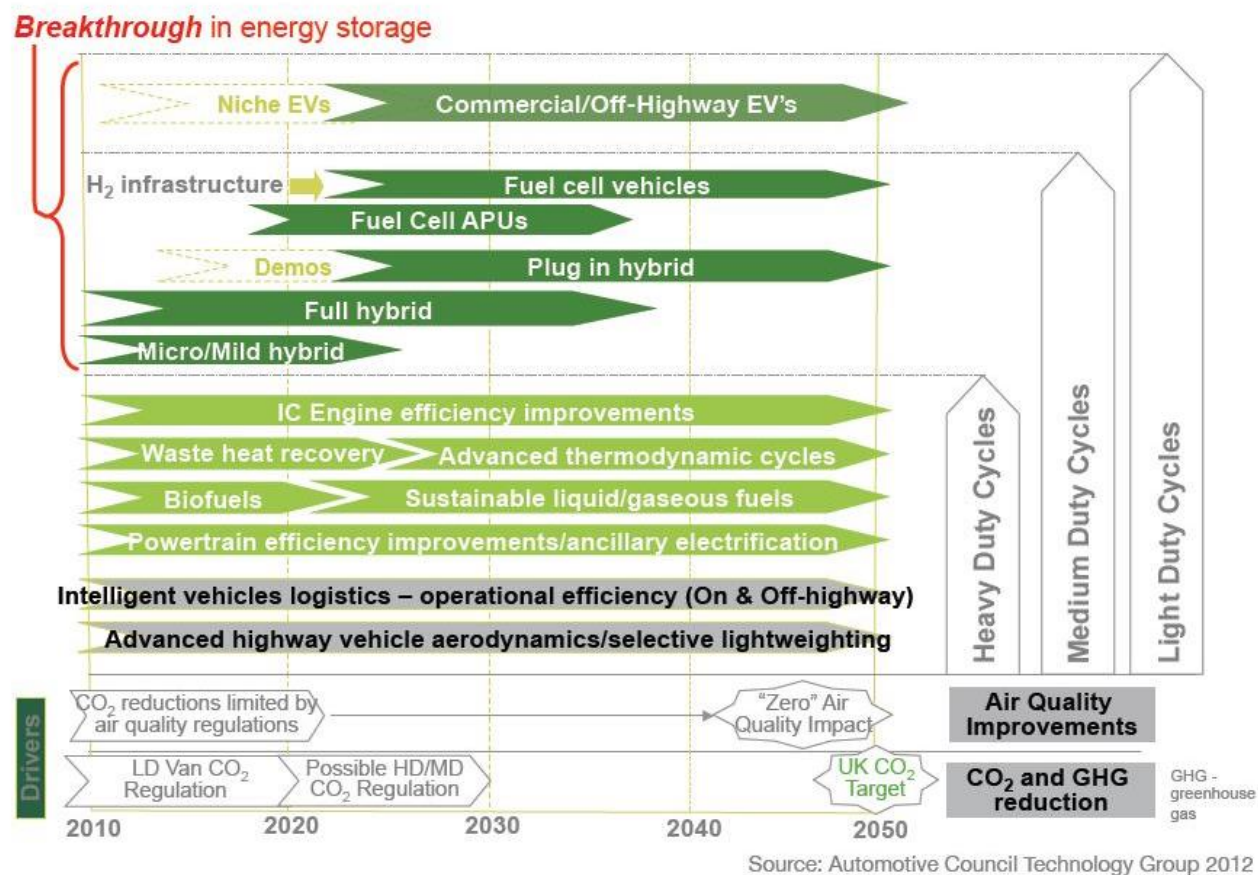 Breakthrough in energy storage
Niche EVs
Commercial/Off-Highway EV's
H₂ infrastructure
Fuel cell vehicles
Fuel Cell APUs
Demos
Plug in hybrid
Full hybrid
Micro/Mild hybrid
IC Engine efficiency improvements
Waste heat recovery
Advanced thermodynamic cycles
Biofuels
Sustainable liquid/gaseous fuels
Powertrain efficiency improvements/ancillary electrification
Intelligent vehicles logistics – operational efficiency (On & Off-highway)
Advanced highway vehicle aerodynamics/selective lightweighting
Heavy Duty Cycles
Medium Duty Cycles
Light Duty Cycles
Drivers
CO₂ reductions limited by
air quality regulations
"Zero" Air
Quality Impact
Air Quality
Improvements
LD Van CO₂
Regulation
Possible HD/MD
CO₂ Regulation
UK CO₂
Target
CO₂ and GHG
reduction
GHG -
greenhouse
gas
2010
2020
2030
2040
2050
Source: Automotive Council Technology Group 2012